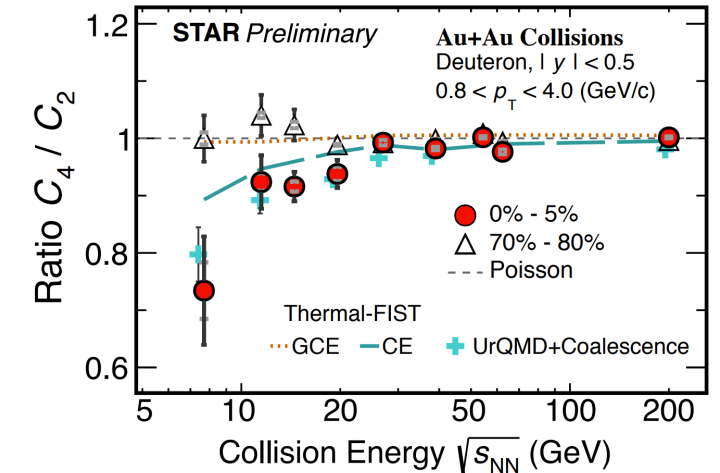 1.2
1
0.8
0.6
Ratio C4 / C2
STAR Preliminary
Au+Au Collisions
Deuteron, | y | < 0.5
0.8 < pT < 4.0 (GeV/c)
0% - 5%
70% - 80%
Poisson
Thermal-FIST
GCE
CE
UrQMD+Coalescence
5 10 20 50 100 200
Collision Energy √sNN (GeV)